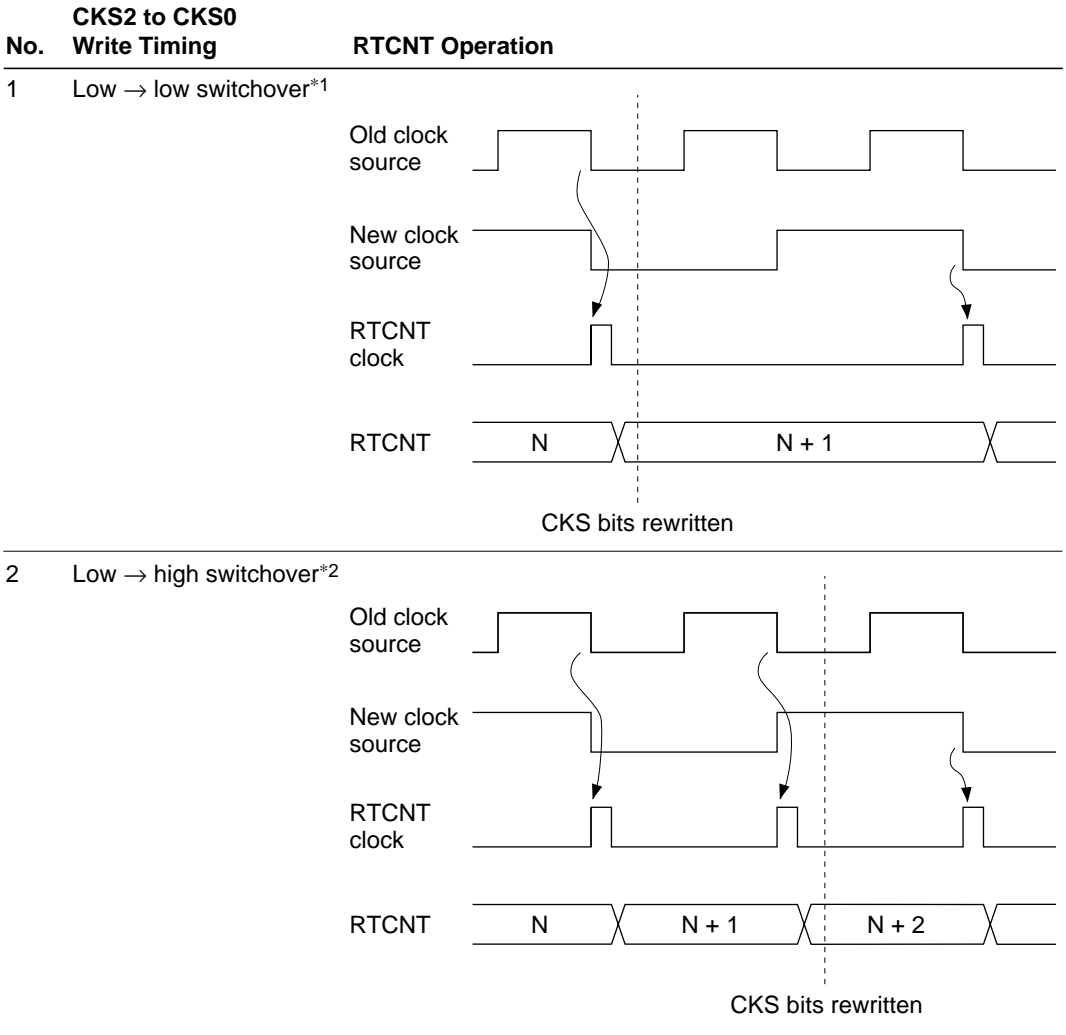 CKS2 to CKS0
No. Write Timing RTCNT Operation
1 Low → low switchover*1
Old clock
source
New clock
source
RTCNT
clock
RTCNT N N + 1
CKS bits rewritten
2 Low → high switchover*2
Old clock
source
New clock
source
RTCNT
clock
RTCNT N N + 1 N + 2
CKS bits rewritten